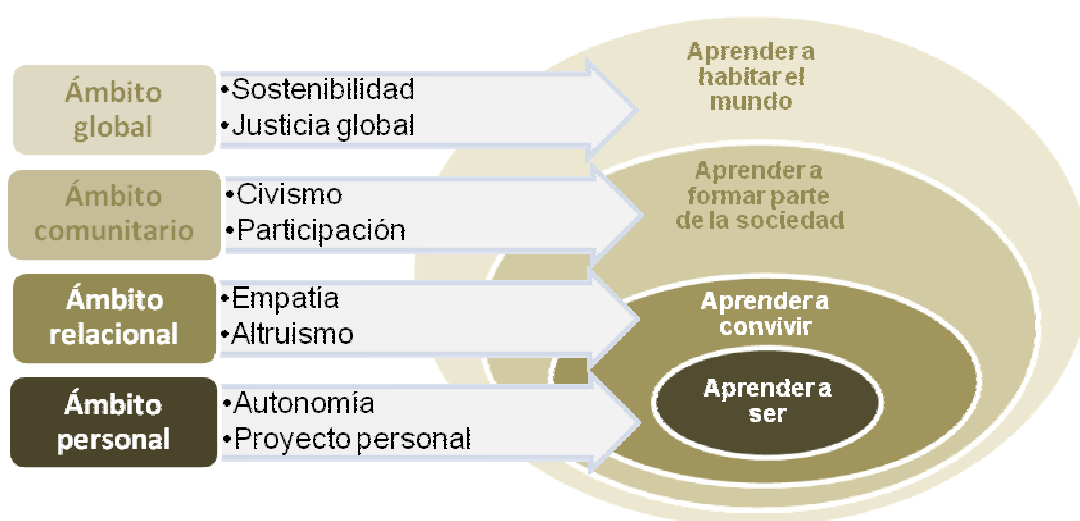 Ámbito
global
•Sostenibilidad
•Justicia global
Aprender a
habitar el
mundo
Ámbito
comunitario
•Civismo
•Participación
Aprender a
formar parte
de la sociedad
Ámbito
relacional
•Empatía
•Altruismo
Aprender a
convivir
Ámbito
personal
•Autonomía
•Proyecto personal
Aprender a
ser